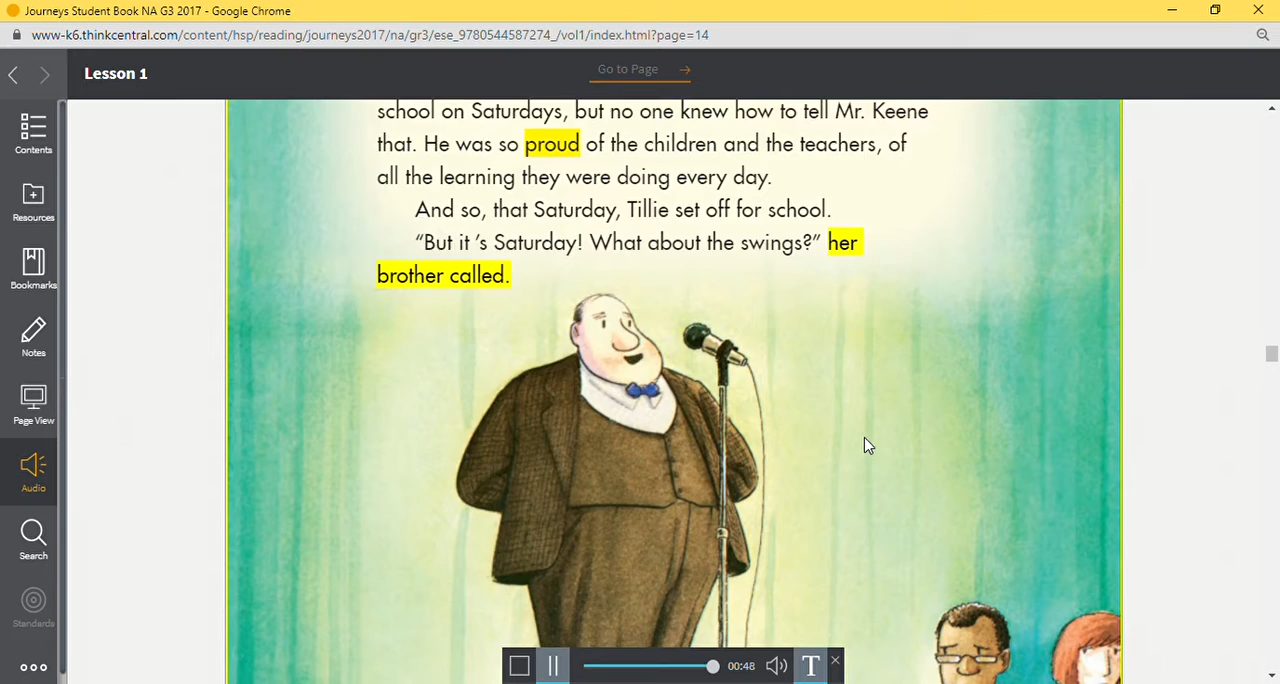 Journeys Student Book NA G3 2017 - Google Chrome
www-k6.thinkcentral.com/content/hsp/reading/journeys2017/na/gr3/ese_9780544587274_/vol1/index.html?page=14
Lesson 1
Go to Page
Contents
Resources
Bookmarks
Notes
Page View
Audio
Search
Standards
school on Saturdays, but no one knew how to tell Mr. Keene
that. He was so proud of the children and the teachers, of
all the learning they were doing every day.
And so, that Saturday, Tillie set off for school.
“But it ’s Saturday! What about the swings?” her
brother called.
00:48
T